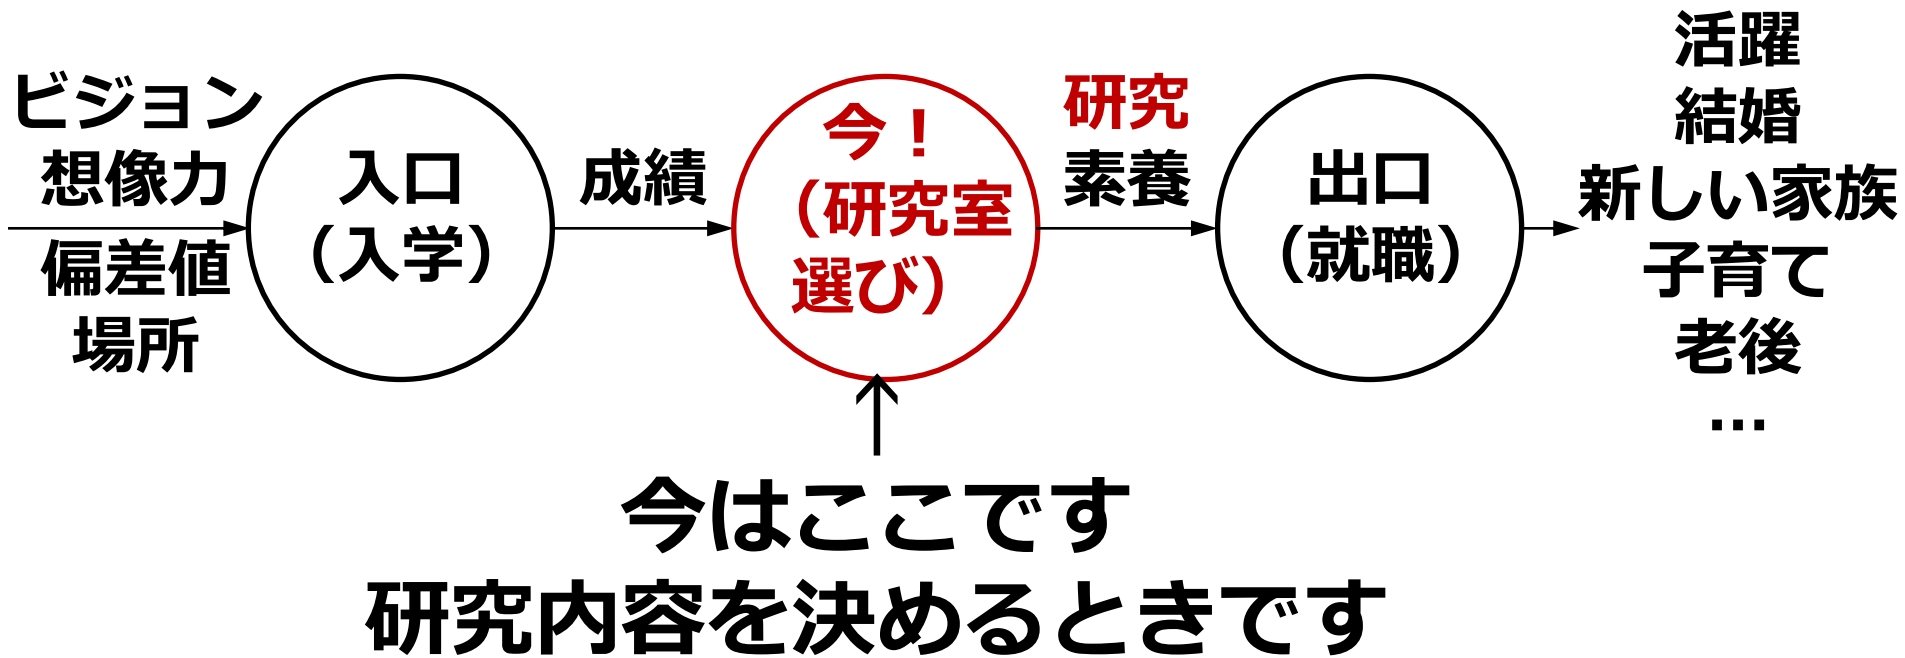 ビジョン
想像力
偏差値
場所
入口
（入学）
成績
今！
（研究室
選び）
研究
素養
出口
（就職）
活躍
結婚
新しい家族
子育て
老後
…
今はここです
研究内容を決めるときです